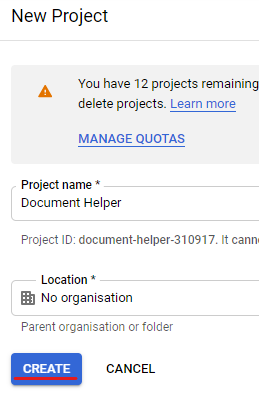 New Project
You have 12 projects remaining
delete projects. Learn more
MANAGE QUOTAS
Project name *
Document Helper
Project ID: document-helper-310917. It
Location *
No organisation
Parent organisation or folder
CREATE CANCEL